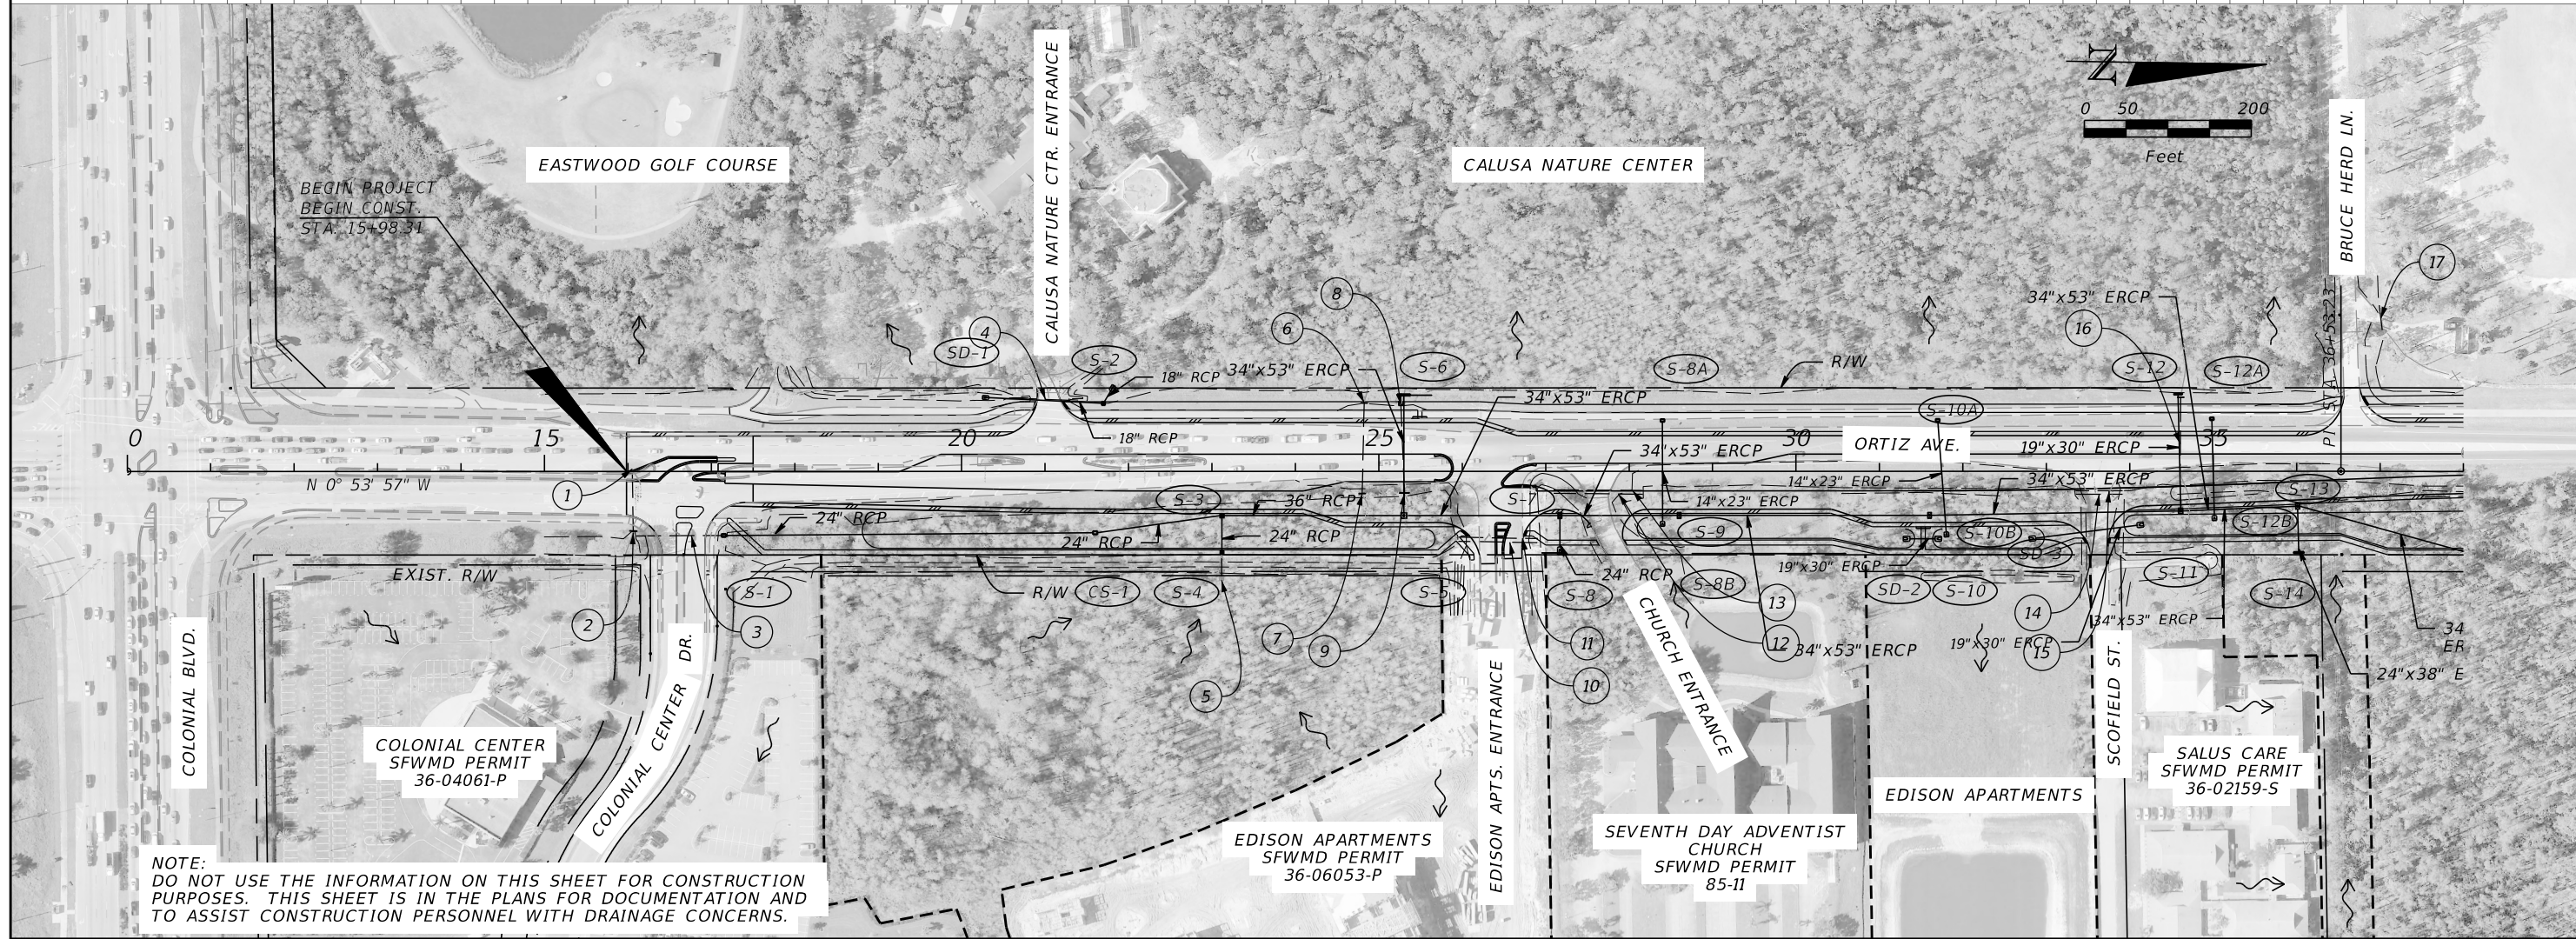 EASTWOOD GOLF COURSE
CALUSA NATURE CTR. ENTRANCE
CALUSA NATURE CENTER
N
0 50 200
Feet
BRUCE HERD LN.
BEGIN PROJECT
BEGIN CONST.
STA. 15+98.31
17
8
6
4
SD-1
S-2
18" RCP
34"x53" ERCP
S-6
S-8A
R/W
34"x53" ERCP
16
S-12
S-12A
PI STA. 36+53.23
34"x53" ERCP
S-10A
0
15
20
25
30
35
18" RCP
34"x53" ERCP
ORTIZ AVE.
19"x30" ERCP
N 0° 53' 57" W
1
S-3
36" RCP
S-7
14"x23" ERCP
14"x23" ERCP
34"x53" ERCP
S-13
24" RCP
24" RCP
24" RCP
S-9
S-10B
S-12B
SD-3
EXIST. R/W
S-1
R/W
CS-1
S-4
S-5
24" RCP
S-8
S-8B
19"x30" ERCP
SD-2
S-10
S-11
S-14
2
3
7
9
11
13
12
14
34"x53" ERCP
34"x53" ERCP
19"x30" ERCP
15
34
ER
24"x38" E
5
10
COLONIAL BLVD.
COLONIAL CENTER DR.
EDISON APTS. ENTRANCE
CHURCH ENTRANCE
SCOFIELD ST.
COLONIAL CENTER
SFWMD PERMIT
36-04061-P
SALUS CARE
SFWMD PERMIT
36-02159-S
EDISON APARTMENTS
EDISON APARTMENTS
SFWMD PERMIT
36-06053-P
SEVENTH DAY ADVENTIST
CHURCH
SFWMD PERMIT
85-11
NOTE:
DO NOT USE THE INFORMATION ON THIS SHEET FOR CONSTRUCTION
PURPOSES. THIS SHEET IS IN THE PLANS FOR DOCUMENTATION AND
TO ASSIST CONSTRUCTION PERSONNEL WITH DRAINAGE CONCERNS.